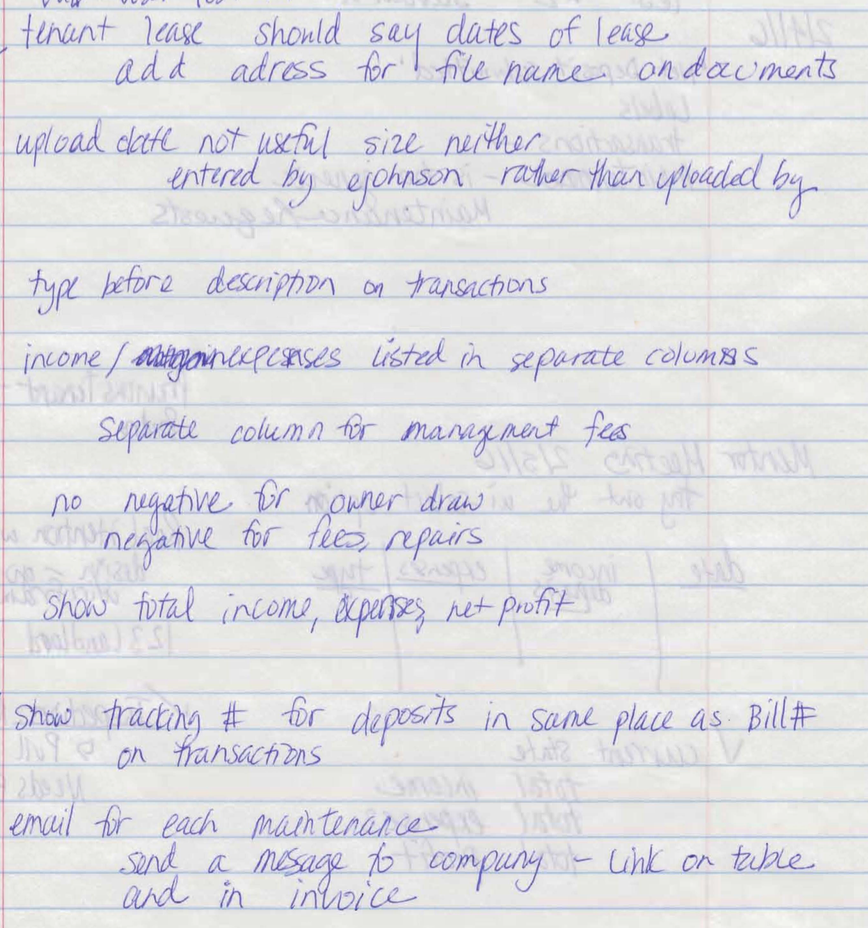 tenant lease should say dates of lease
add adress for file name on documents
upload date not useful size neither
entered by ejohnson - rather than uploaded by
type before description on transactions
income / expenses listed in separate columns
separate column for management fees
no negative for owner draw
negative for fees, repairs
show total income, expenses, net profit
show tracking # for deposits in same place as Bill #
on transactions
email for each maintenance
send a message to company - link on table
and in invoice